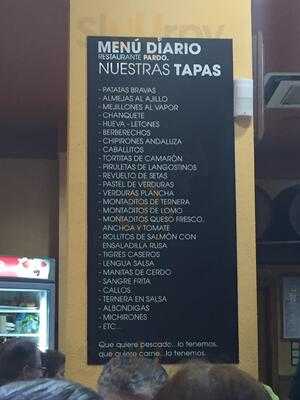 MENÚ DIARIO
RESTAURANTE PARDO.
NUESTRAS TAPAS
- PATATAS BRAVAS
- ALMEJAS AL AJILLO
- MEJILLONES AL VAPOR
- CHANQUETE
- HUEVA - LETONES
- BERBERECHOS
- CHIPIRONES ANDALUZA
- CABALLITOS
- TORTITAS DE CAMARÓN
- PIRULETAS DE LANGOSTINOS
- REVUELTO DE SETAS
- PASTEL DE VERDURAS
- VERDURAS PLANCHA
- MONTADITOS DE TERNERA
- MONTADITOS DE LOMO
- MONTADITOS QUESO FRESCO,
ANCHOA Y TOMATE
- ROLLITOS DE SALMÓN CON
ENSALADILLA RUSA
- TIGRES CASEROS
- LENGUA SALSA
- MANITAS DE CERDO
- SANGRE FRITA
- CALLOS
- TERNERA EN SALSA
- ALBONDIGAS
- MICHIRONES
- ETC...
Que quiere pescado...lo tenemos,
que quiere carne...lo tenemos.